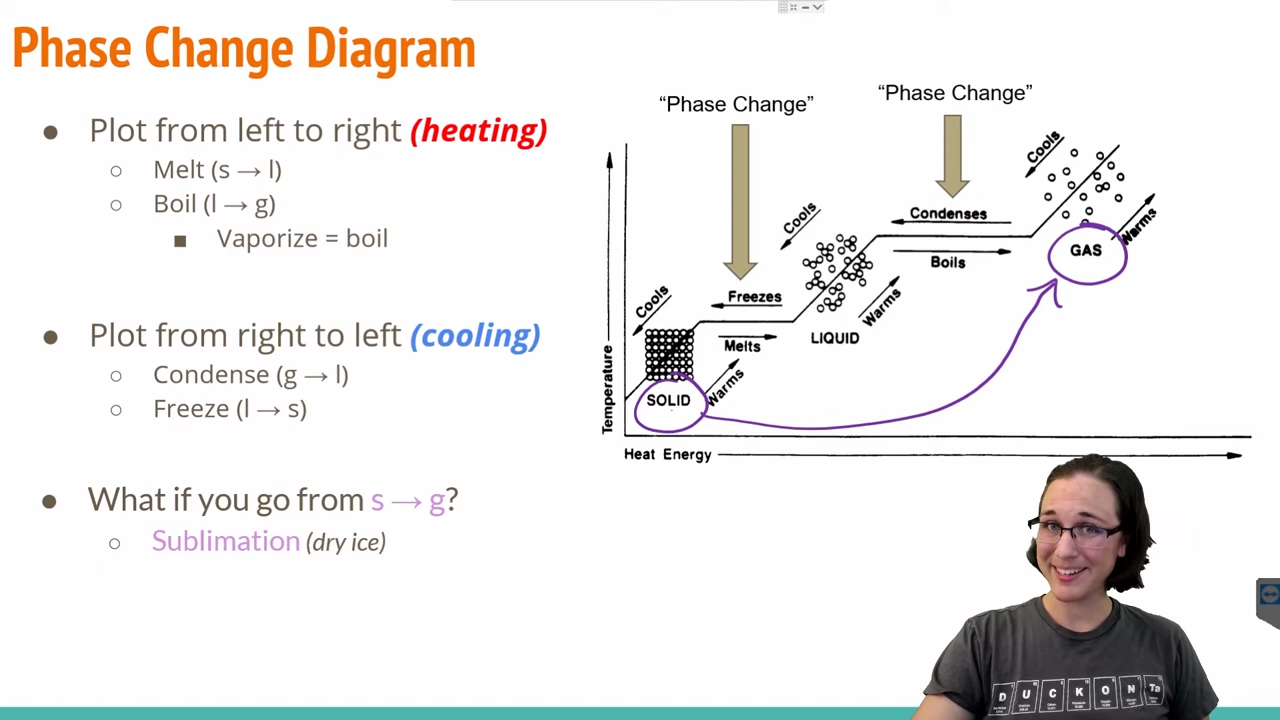 Phase Change Diagram
● Plot from left to right (heating)
○ Melt (s → l)
○ Boil (l → g)
■ Vaporize = boil
● Plot from right to left (cooling)
○ Condense (g → l)
○ Freeze (l → s)
● What if you go from s → g?
○ Sublimation (dry ice)
“Phase Change”
“Phase Change”
Cools
Condenses
Boils
GAS
Warms
Cools
Freezes
Melts
LIQUID
Warms
Cools
SOLID
Warms
Temperature
Heat Energy
D U C K O N Ta